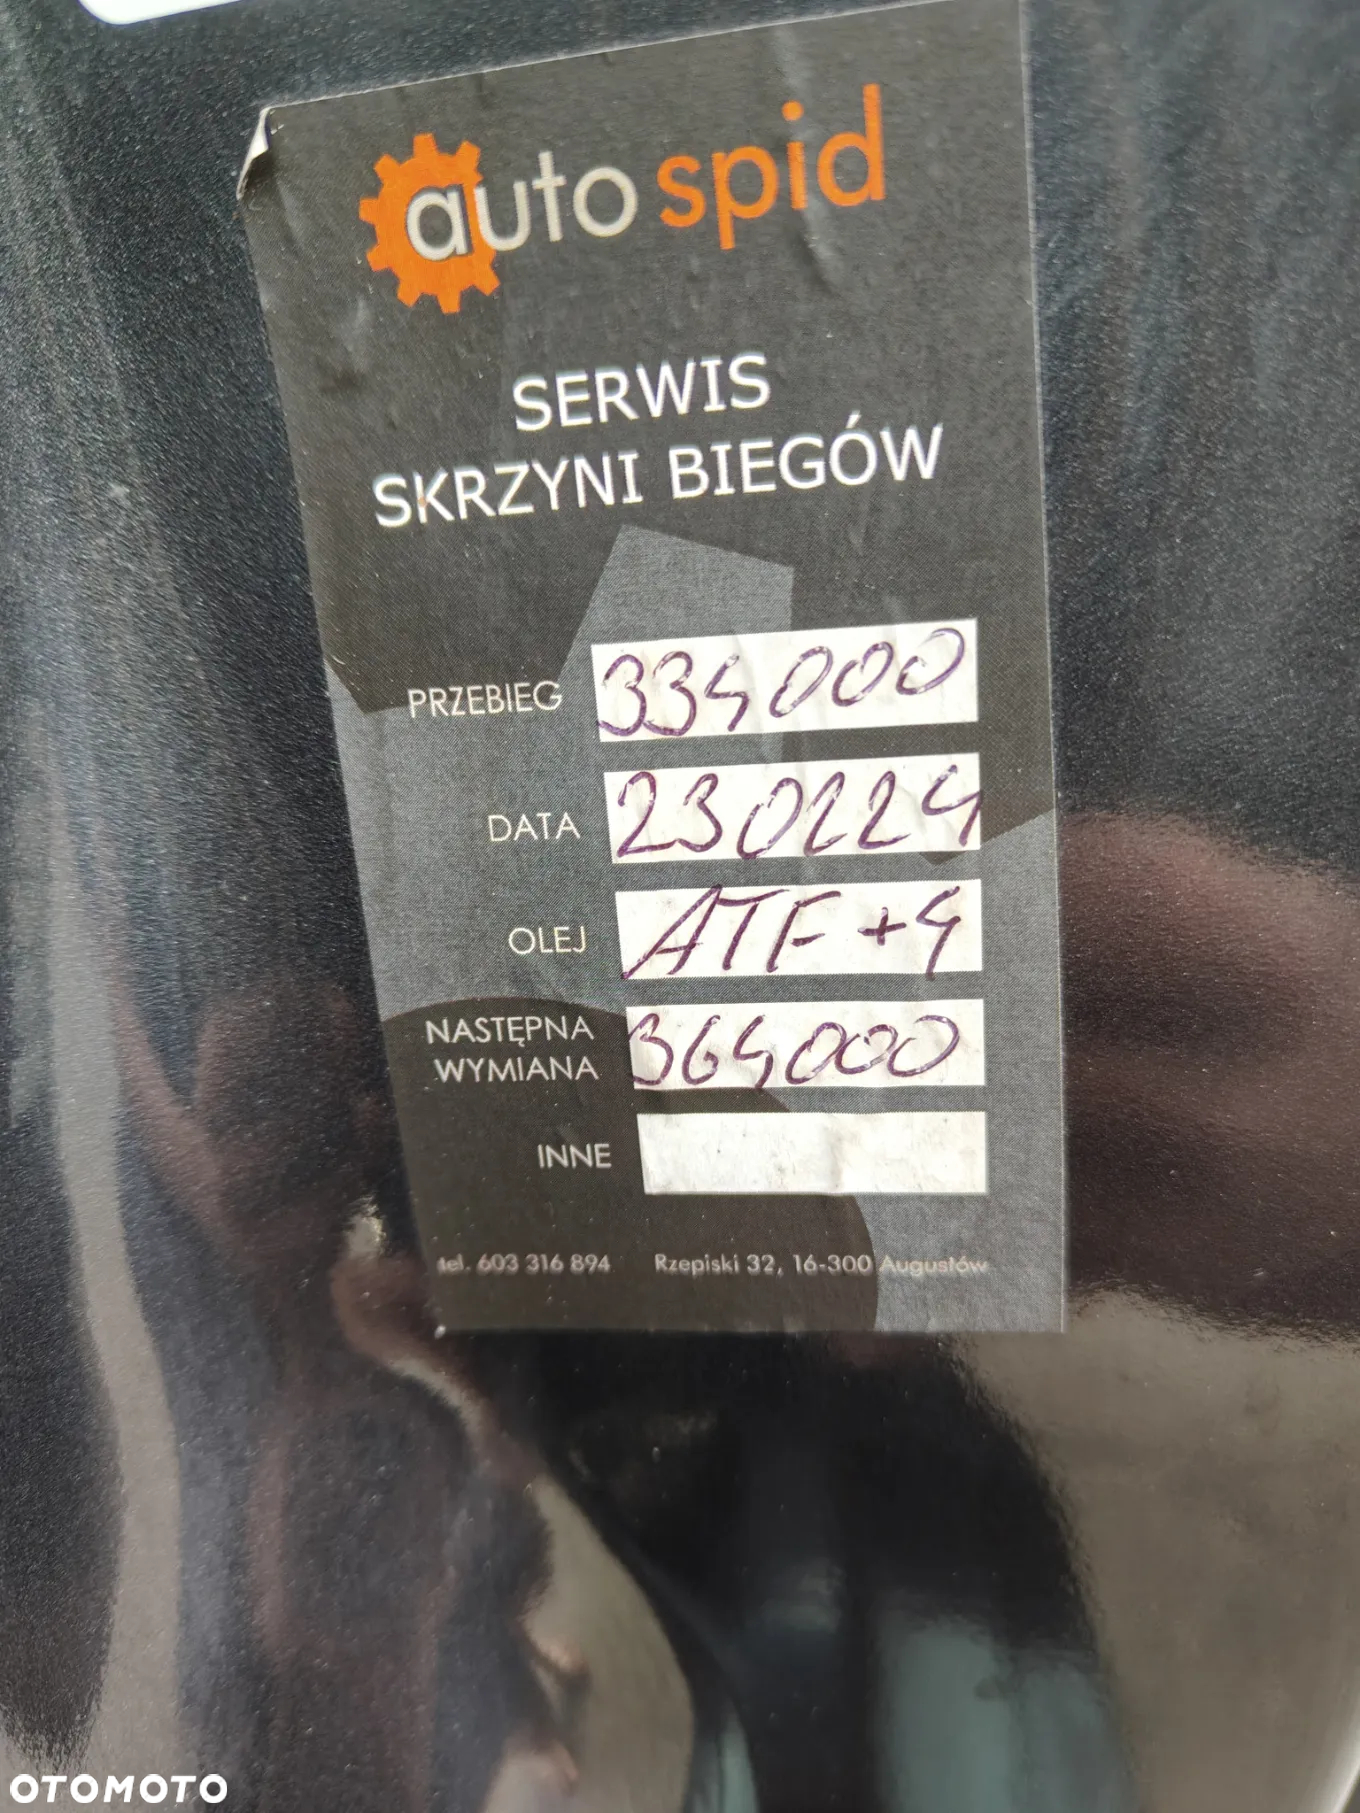 auto spid
SERWIS
SKRZYNI BIEGÓW
PRZEBIEG 334000
DATA 230224
OLEJ ATF +4
NASTĘPNA
WYMIANA 364000
INNE
tel. 603 316 894 Rzepiski 32, 16-300 Augustów
OTOMOTO